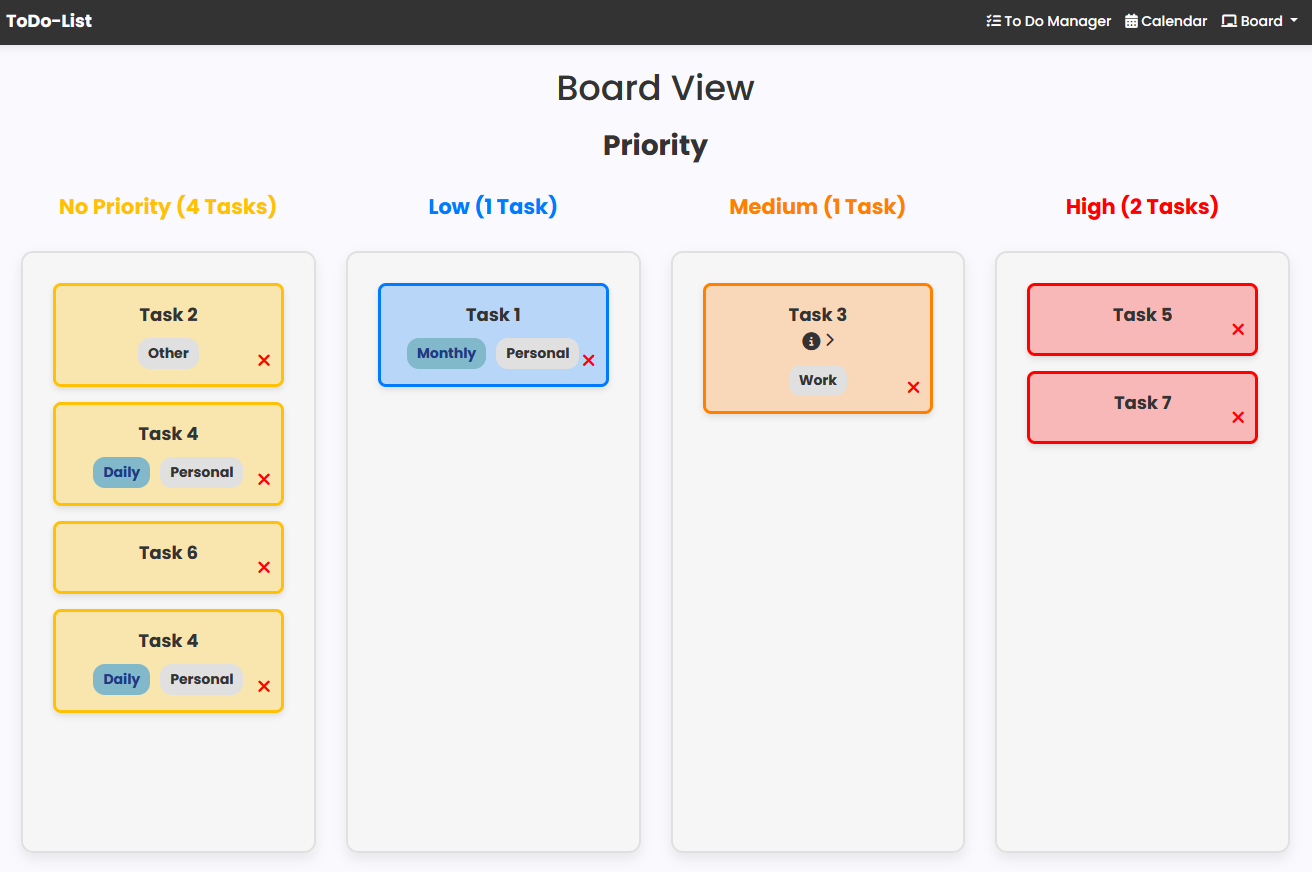 ToDo-List
To Do Manager Calendar Board
Board View
Priority
No Priority (4 Tasks)
Task 2
Other
Task 4
Daily Personal
Task 6
Task 4
Daily Personal
Low (1 Task)
Task 1
Monthly Personal
Medium (1 Task)
Task 3
Work
High (2 Tasks)
Task 5
Task 7